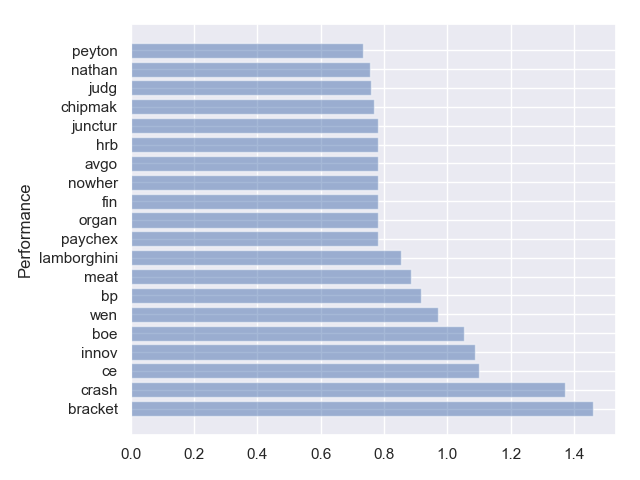 Performance
peyton
nathan
judg
chipmak
junctur
hrb
avgo
nowher
fin
organ
paychex
lamborghini
meat
bp
wen
boe
innov
ce
crash
bracket
0.0 0.2 0.4 0.6 0.8 1.0 1.2 1.4